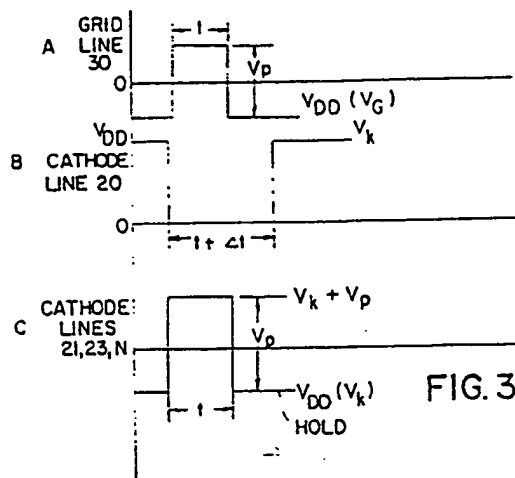 GRID
A LINE t
30 Vp
0
VDD (VG)
VDD Vk
B CATHODE
LINE 20
0
t + Δt
Vk + Vp
CATHODE
C LINES Vp
21,23,N
VDD (Vk) FIG. 3
t
HOLD